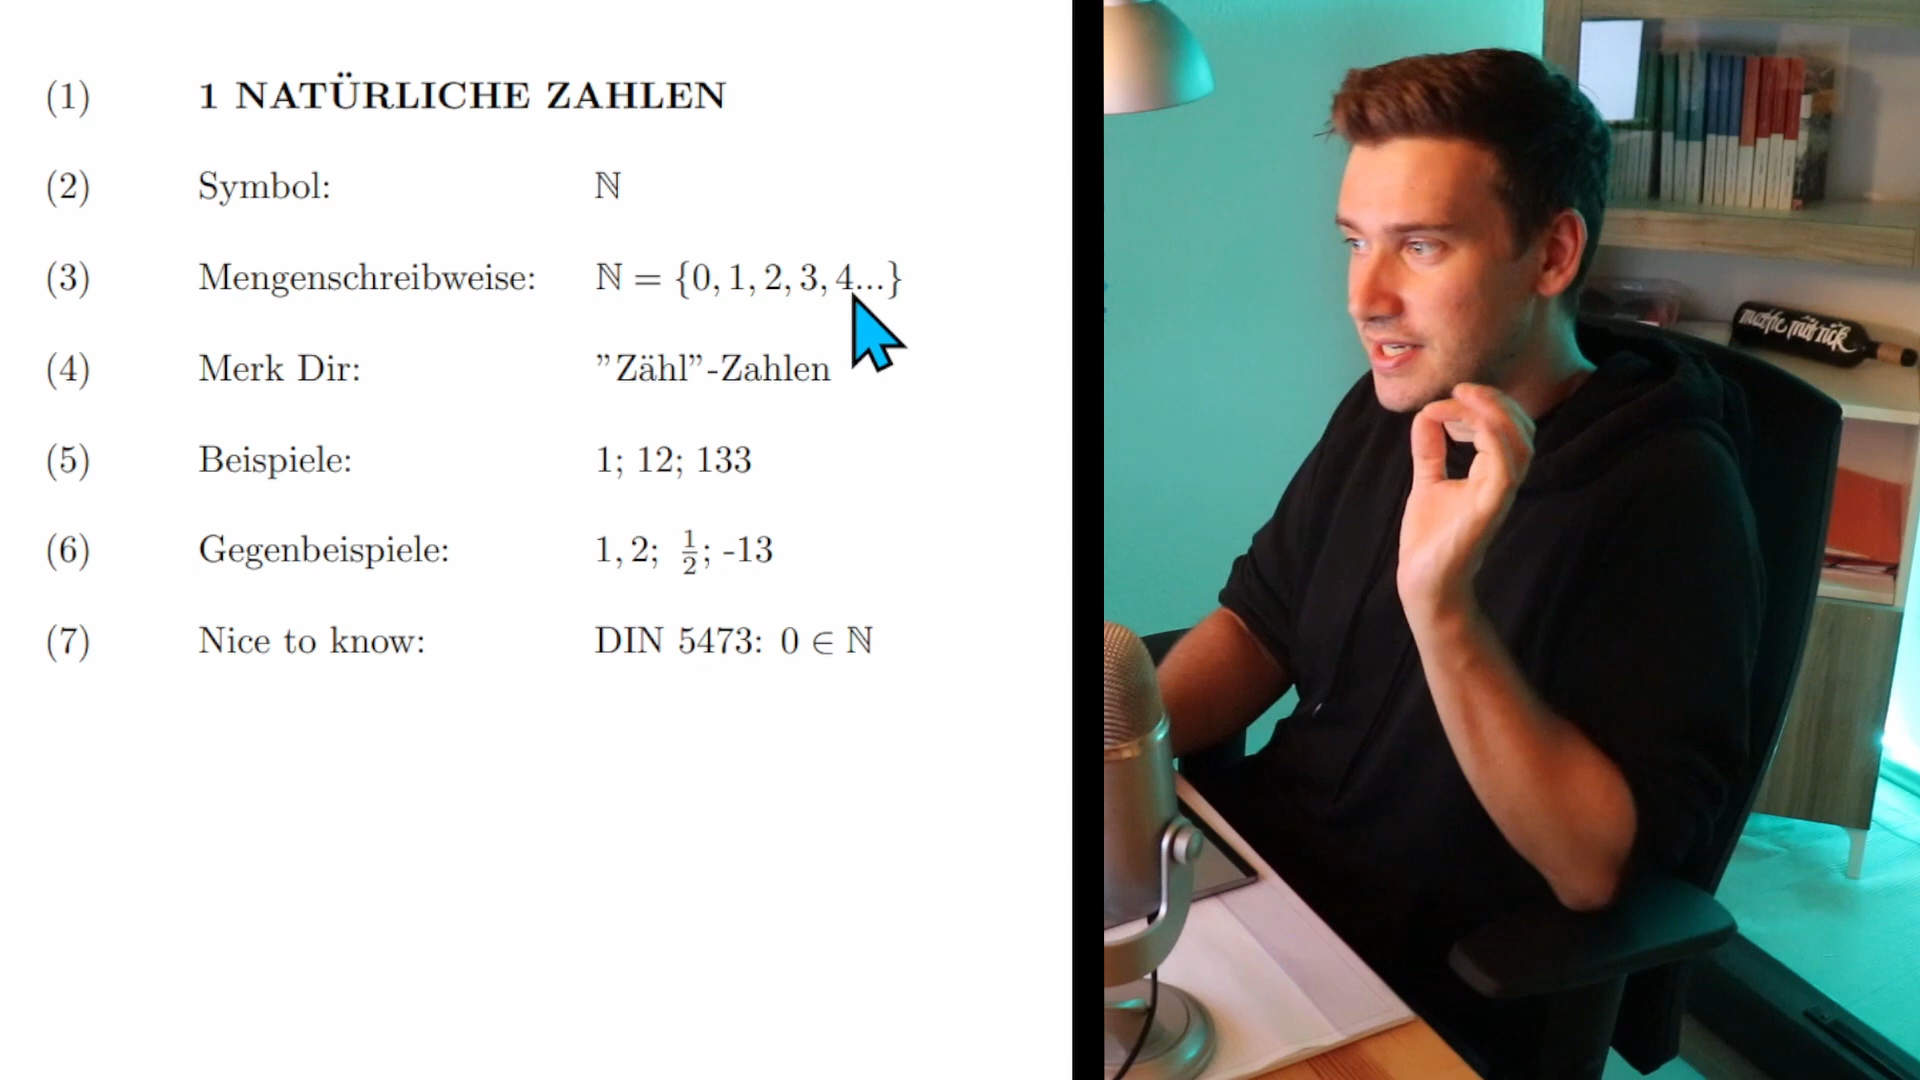 (1) 1 NATÜRLICHE ZAHLEN
(2) Symbol: ℕ
(3) Mengenschreibweise: ℕ = {0, 1, 2, 3, 4...}
(4) Merk Dir: ”Zähl”-Zahlen
(5) Beispiele: 1; 12; 133
(6) Gegenbeispiele: 1, 2; 1/2; -13
(7) Nice to know: DIN 5473: 0 ∈ ℕ